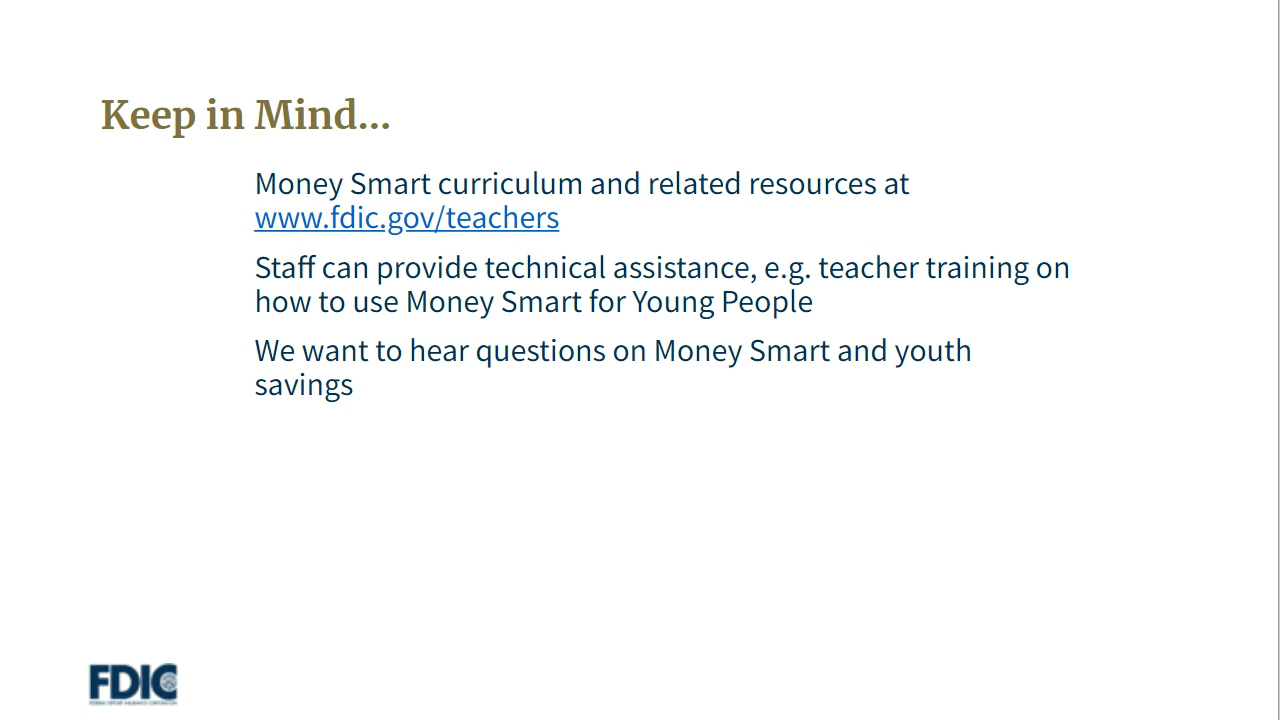 Keep in Mind...
Money Smart curriculum and related resources at
www.fdic.gov/teachers
Staff can provide technical assistance, e.g. teacher training on
how to use Money Smart for Young People
We want to hear questions on Money Smart and youth
savings
FDIC